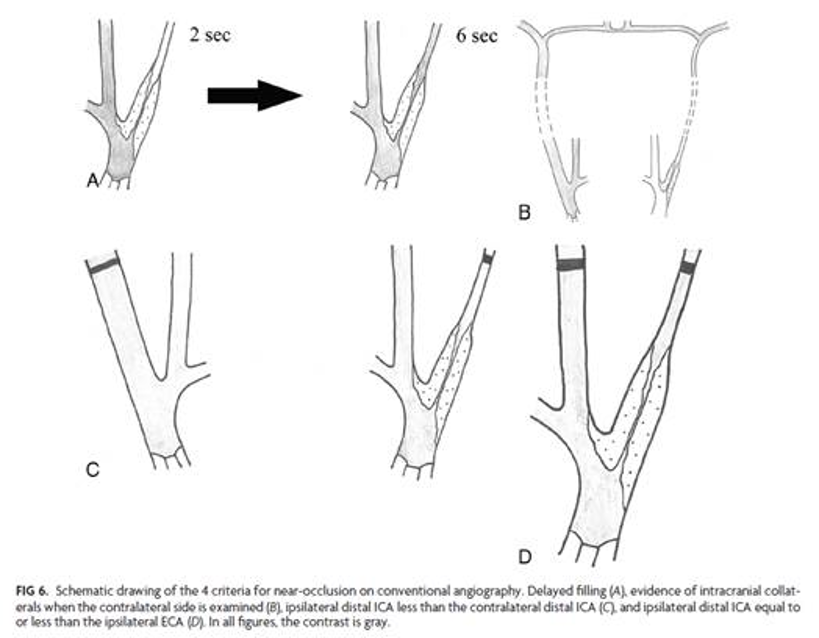 2 sec
6 sec
A
B
C
D
FIG 6. Schematic drawing of the 4 criteria for near-occlusion on conventional angiography. Delayed filling (A), evidence of intracranial collat-
erals when the contralateral side is examined (B), ipsilateral distal ICA less than the contralateral distal ICA (C), and ipsilateral distal ICA equal to
or less than the ipsilateral ECA (D). In all figures, the contrast is gray.